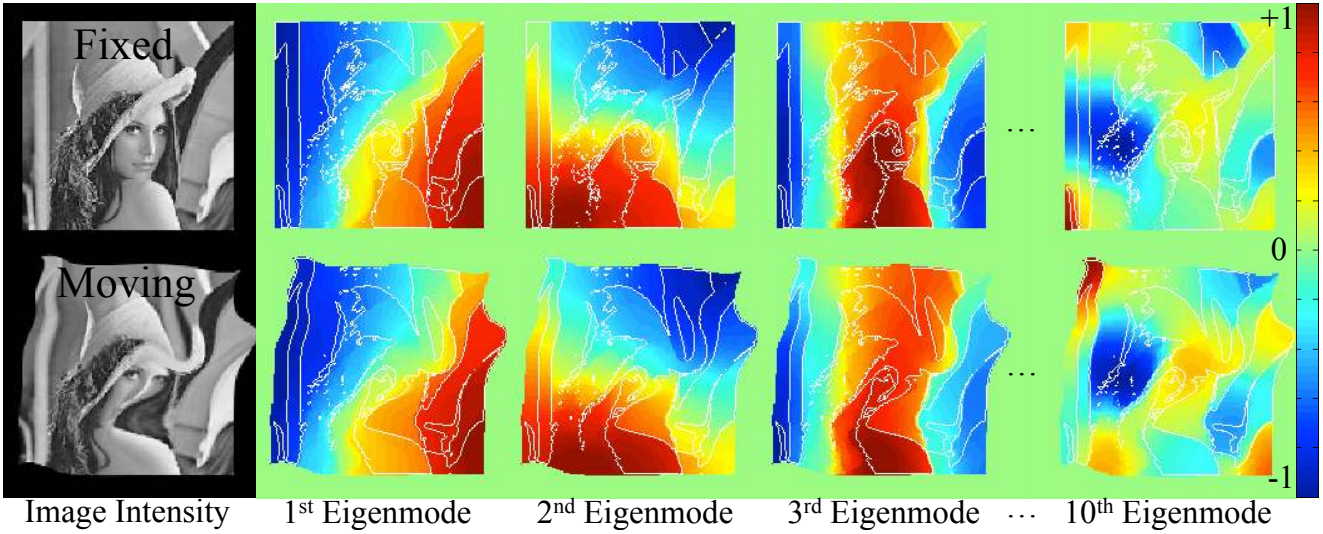 Fixed
+1
...
0
Moving
...
-1
Image Intensity
1st Eigenmode
2nd Eigenmode
3rd Eigenmode
...
10th Eigenmode